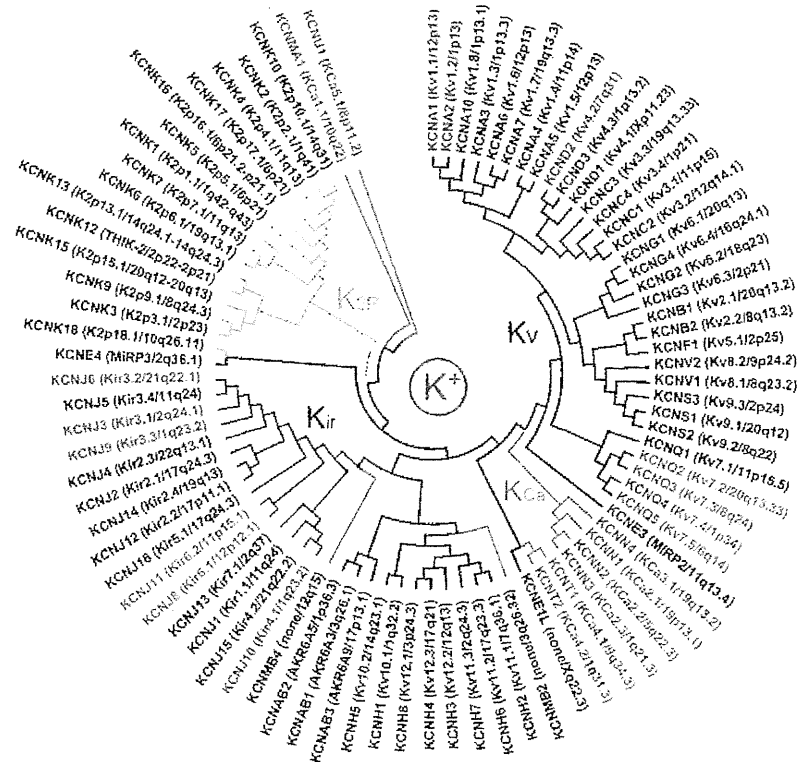 KCNA1 (Kv1.1/12p13)
KCNA2 (Kv1.2/1p13)
KCNA10 (Kv1.8/1p13.1)
KCNA3 (Kv1.3/1p13.3)
KCNA6 (Kv1.6/12p13)
KCNA7 (Kv1.7/19q13.3)
KCNA4 (Kv1.4/11p14)
KCNA5 (Kv1.5/12p13)
KCND2 (Kv4.2/7q31)
KCND3 (Kv4.3/1p13.2)
KCND1 (Kv4.1/Xp11.23)
KCNC3 (Kv3.3/19q13.33)
KCNC4 (Kv3.4/1p21)
KCNC1 (Kv3.1/11p15)
KCNC2 (Kv3.2/12q14.1)
KCNG1 (Kv6.1/20q13)
KCNG4 (Kv6.4/16q24.1)
KCNG2 (Kv6.2/18q23)
KCNG3 (Kv6.3/2p21)
KCNB1 (Kv2.1/20q13.2)
KCNB2 (Kv2.2/8q13.2)
KCNF1 (Kv5.1/2p25)
KCNV2 (Kv8.2/9p24.2)
KCNV1 (Kv8.1/8q23.2)
KCNS3 (Kv9.3/2p24)
KCNS1 (Kv9.1/20q12)
KCNS2 (Kv9.2/8q22)
KCNQ1 (Kv7.1/11p15.5)
KCNQ2 (Kv7.2/20q13.33)
KCNQ3 (Kv7.3/8q24)
KCNQ4 (Kv7.4/1p34)
KCNQ5 (Kv7.5/6q14)
KCNE3 (MiRP2/11q13.4)
KCNN4 (KCa3.1/19q13.2)
KCNN1 (KCa2.1/19p13.1)
KCNN2 (KCa2.2/5q22.3)
KCNN3 (KCa2.3/1q21.3)
KCNT1 (KCa4.1/9q34.3)
KCNT2 (KCa4.2/1q31.3)
KCNE1L (none/Xq22.3)
KCNMB2
KCNH2 (Kv11.1/7q36.1)
KCNH6 (Kv11.2/17q23.3)
KCNH7 (Kv11.3/2q24.3)
KCNH3 (Kv12.2/12q13)
KCNH4 (Kv12.3/17q21)
KCNH8 (Kv12.1/3p24.3)
KCNH1 (Kv10.1/1q32.2)
KCNH5 (Kv10.2/14q23.1)
KCNAB3 (AKR6A9/17p13.1)
KCNAB1 (AKR6A3/3q26.1)
KCNAB2 (AKR6A5/1p36.3)
KCNMB4 (none/12q15)
KCNJ10 (Kir4.1/1q23.2)
KCNJ15 (Kir4.2/21q22.2)
KCNJ1 (Kir1.1/11q24)
KCNJ13 (Kir7.1/2q37)
KCNJ8 (Kir6.1/12p12.1)
KCNJ11 (Kir6.2/11p15.1)
KCNJ16 (Kir5.1/17q24.3)
KCNJ12 (Kir2.2/17p11.1)
KCNJ14 (Kir2.4/19q13)
KCNJ2 (Kir2.1/17q24.3)
KCNJ4 (Kir2.3/22q13.1)
KCNJ9 (Kir3.3/1q23.2)
KCNJ3 (Kir3.1/2q24.1)
KCNJ5 (Kir3.4/11q24)
KCNJ6 (Kir3.2/21q22.1)
KCNE4 (MiRP3/2q36.1)
KCNK18 (K2p18.1/10q26.11)
KCNK3 (K2p3.1/2p23)
KCNK9 (K2p9.1/8q24.3)
KCNK15 (K2p15.1/20q12-20q13)
KCNK12 (THIK-2/2p22-2p21)
KCNK13 (K2p13.1/14q24.1-14q24.3)
KCNK6 (K2p6.1/19q13.1)
KCNK7 (K2p7.1/11q13)
KCNK1 (K2p1.1/1q42-q43)
KCNK5 (K2p5.1/6p21)
KCNK16 (K2p16.1/6p21.2-p21.1)
KCNK17 (K2p17.1/6p21)
KCNK4 (K2p4.1/11q13)
KCNK2 (K2p2.1/1q41)
KCNK10 (K2p10.1/14q31)
KCNMA1 (KCa1.1/10q22)
KCNU1 (KCa5.1/8p11.2)
K2P
Kv
K+
Kir
KCa